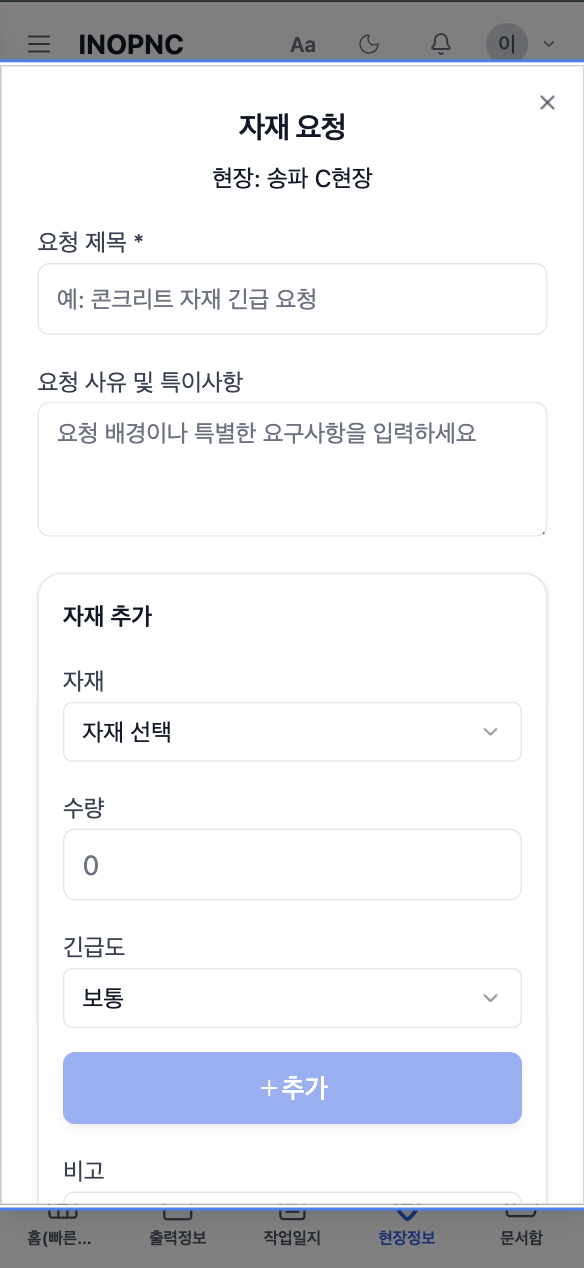 INOPNC
Aa
이
자재 요청
현장: 송파 C현장
요청 제목 *
예: 콘크리트 자재 긴급 요청
요청 사유 및 특이사항
요청 배경이나 특별한 요구사항을 입력하세요
자재 추가
자재
자재 선택
수량
0
긴급도
보통
+ 추가
비고
홈(빠른...
출력정보
작업일지
현장정보
문서함